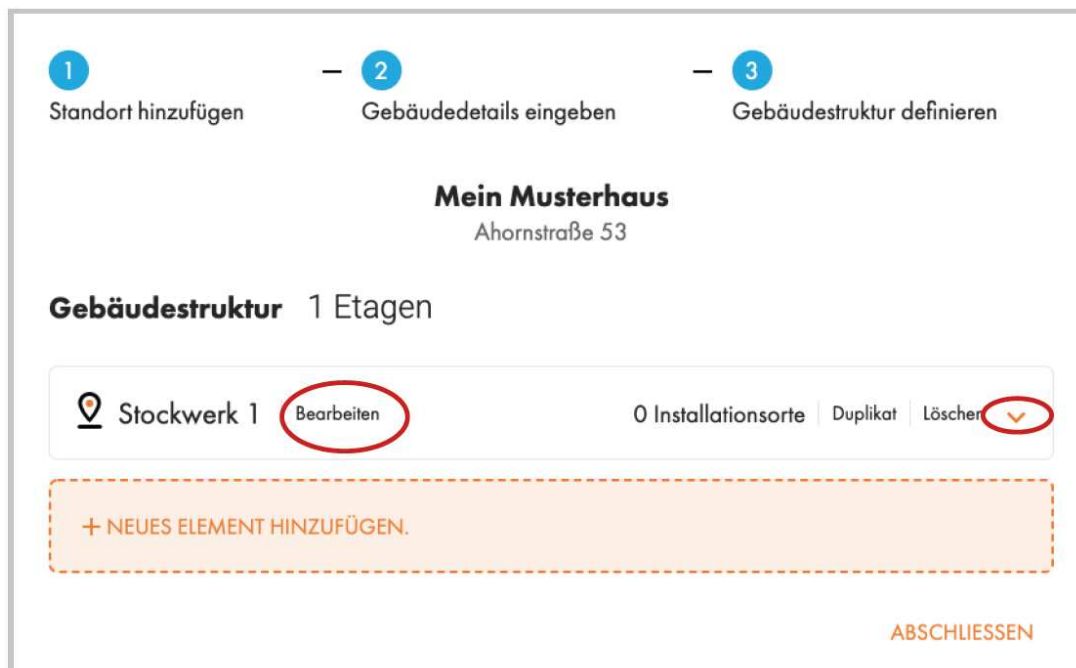 1 – 2 – 3
Standort hinzufügen Gebäudedetails eingeben Gebäudestruktur definieren
Mein Musterhaus
Ahornstraße 53
Gebäudestruktur 1 Etagen
Stockwerk 1 Bearbeiten 0 Installationsorte Duplikat Löschen
+ NEUES ELEMENT HINZUFÜGEN.
ABSCHLIESSEN